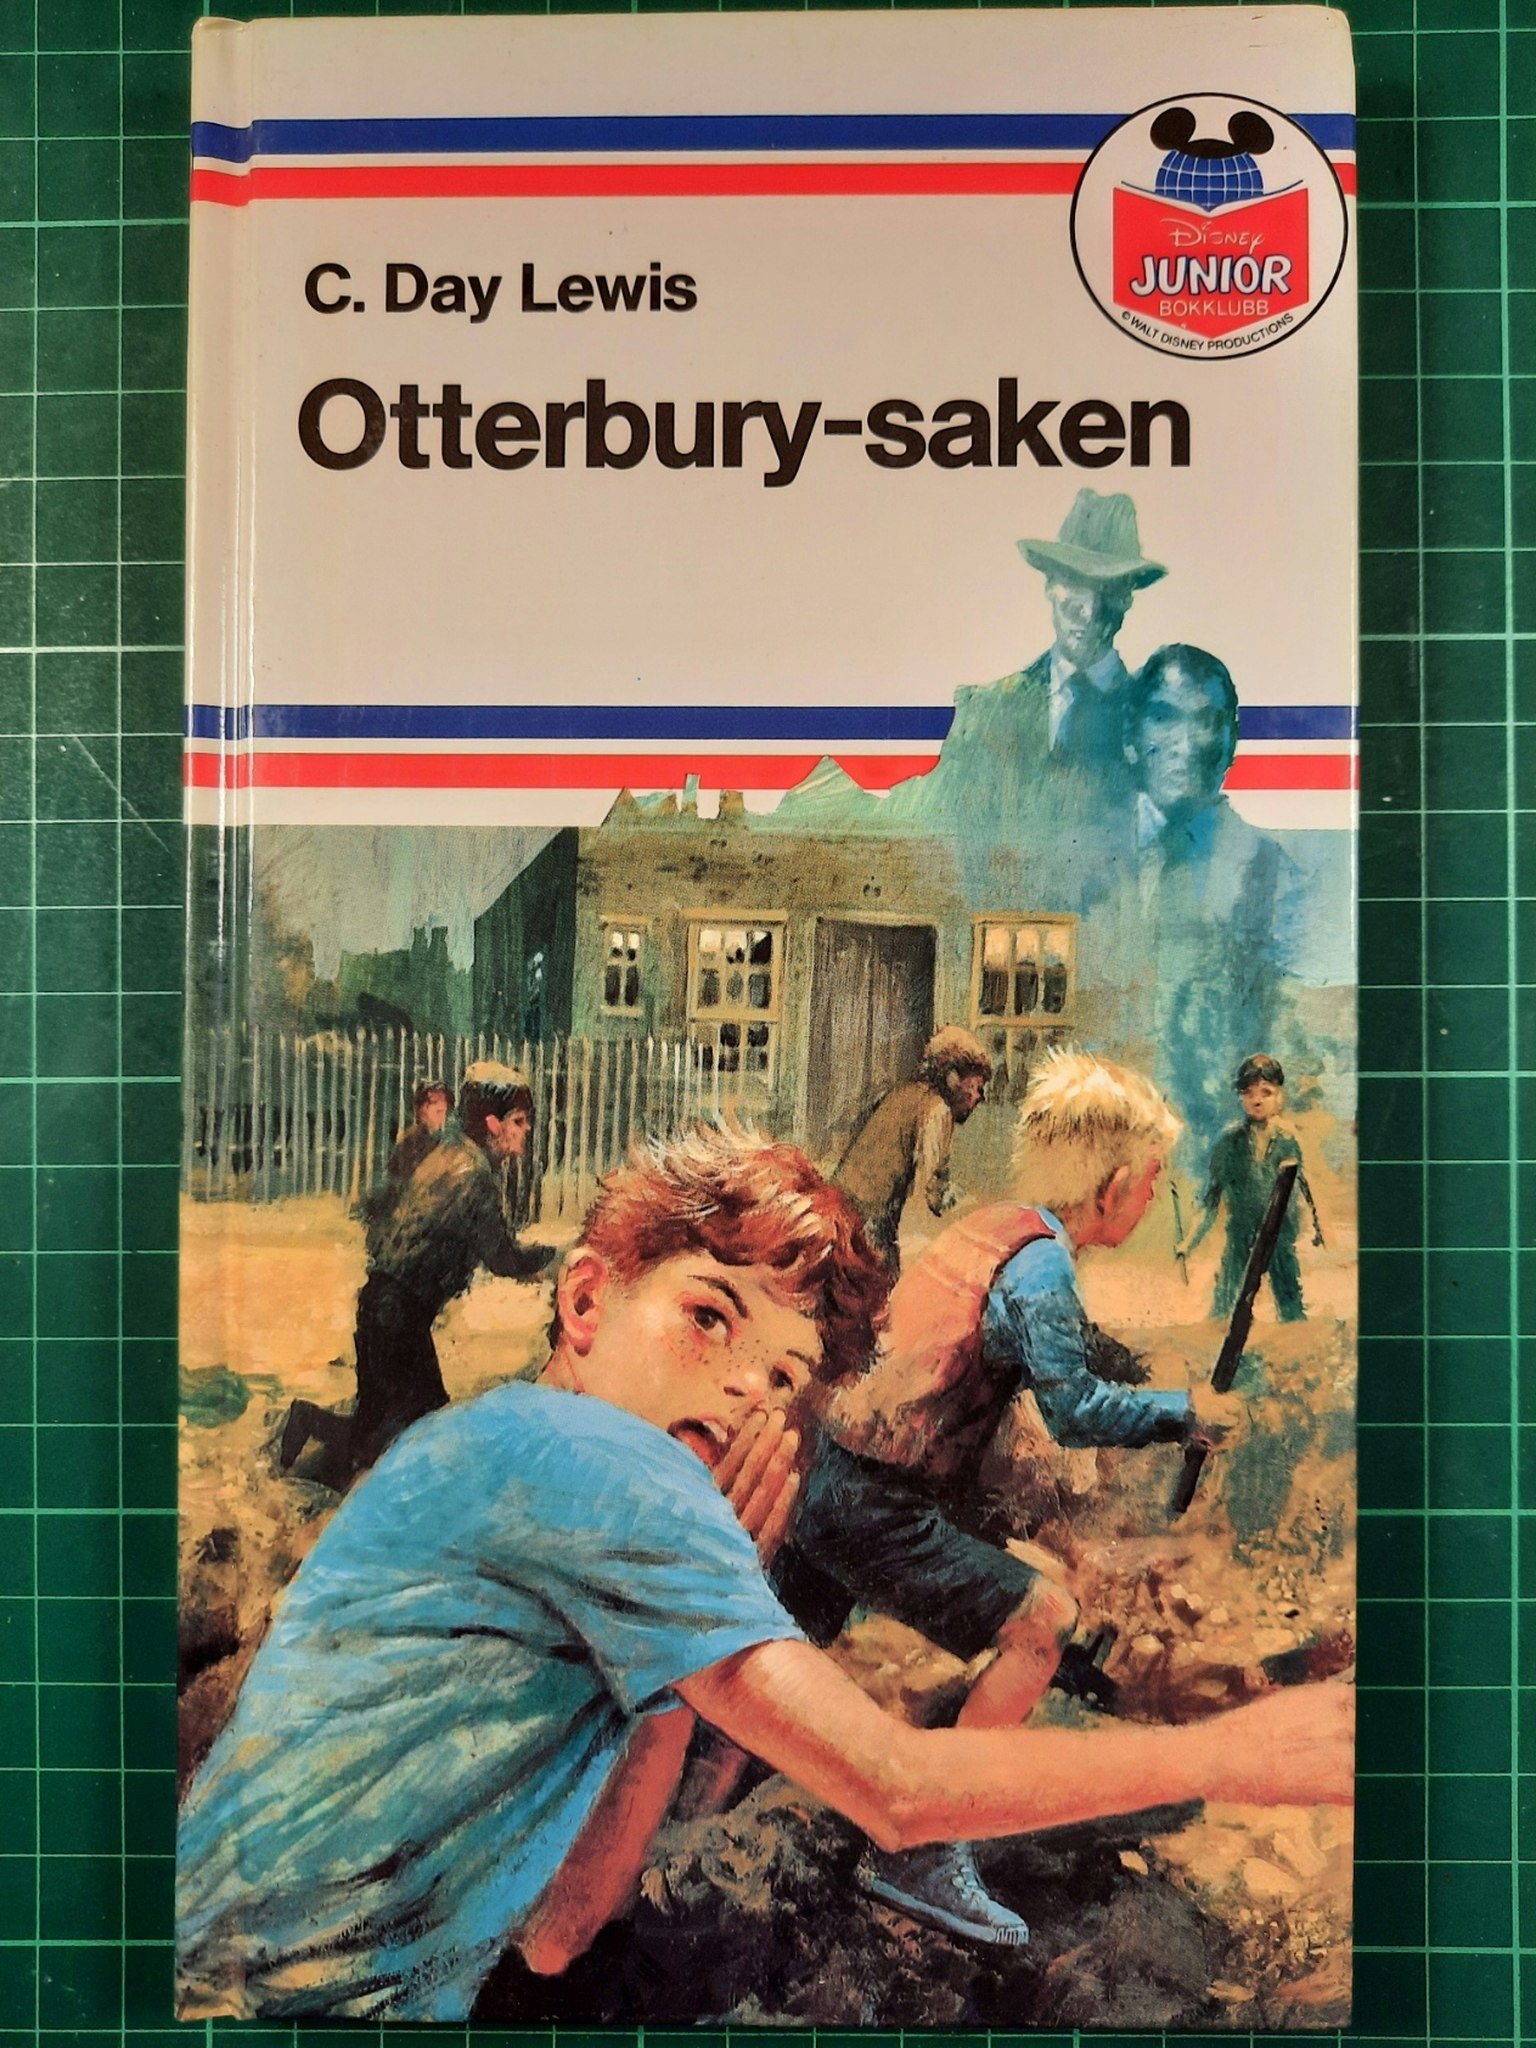 Disney
JUNIOR
BOKKLUBB
© WALT DISNEY PRODUCTIONS
C. Day Lewis
Otterbury-saken